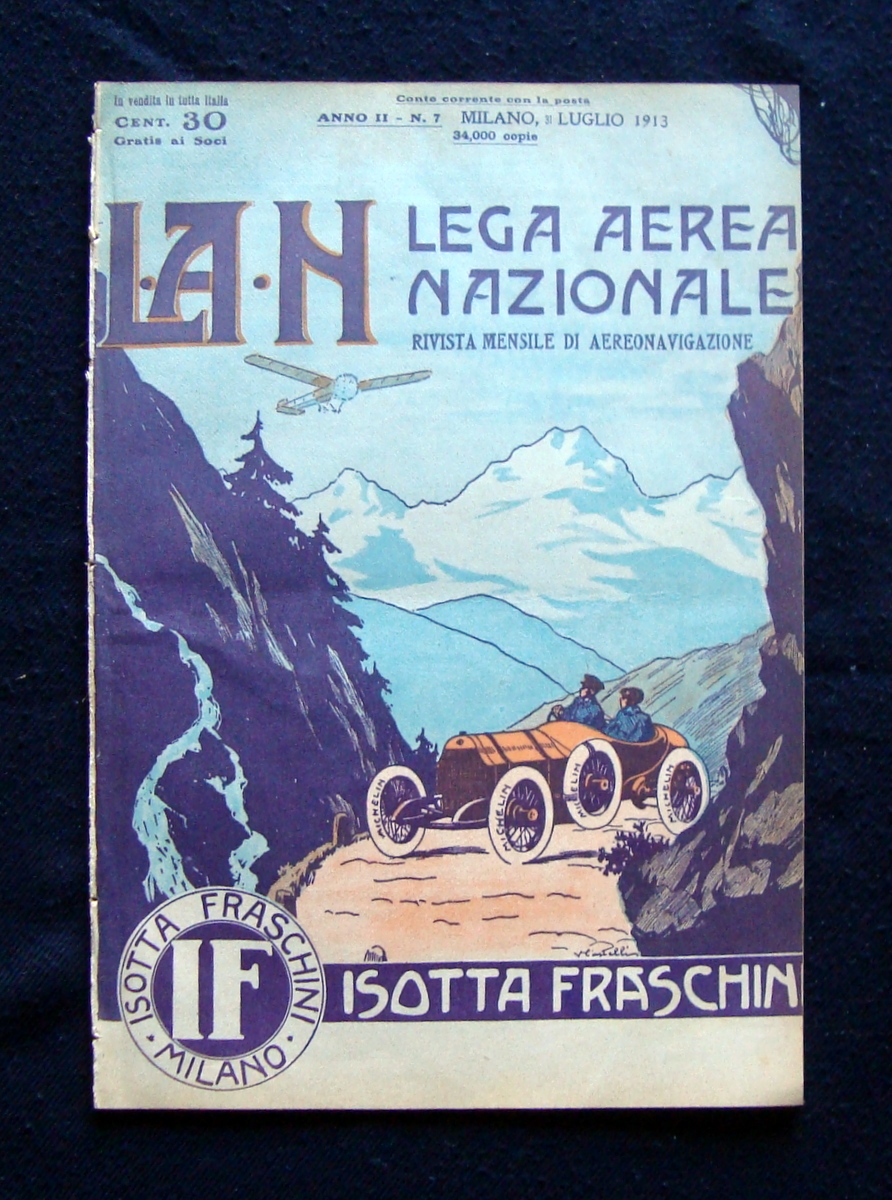 In vendita in tutta Italia
CENT. 30
Gratis ai Soci
Conto corrente con la posta
ANNO II - N. 7 MILANO, 31 LUGLIO 1913
34,000 copie
L·A·N
LEGA AEREA
NAZIONALE
RIVISTA MENSILE DI AEREONAVIGAZIONE
MICHELIN
MICHELIN
MICHELIN
MICHELIN
ISOTTA FRASCHINI
IF
· MILANO ·
ISOTTA FRASCHINI